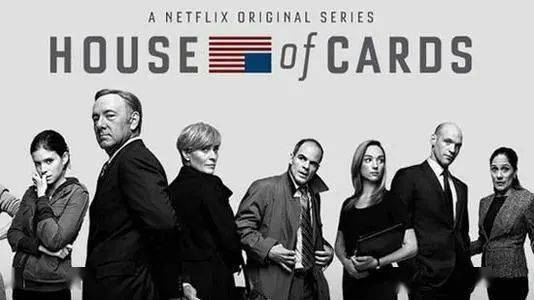 A NETFLIX ORIGINAL SERIES
HOUSE of CARDS